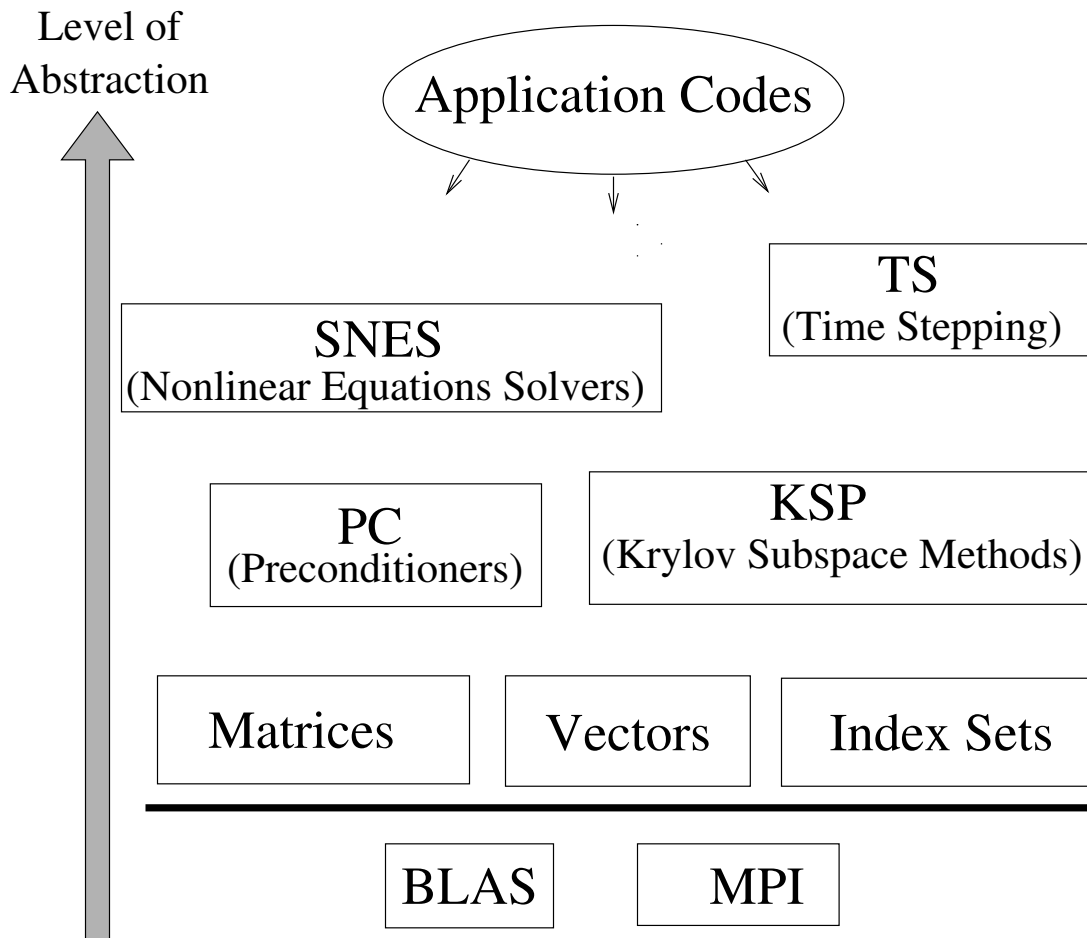 Level of
Abstraction
Application Codes
TS
(Time Stepping)
SNES
(Nonlinear Equations Solvers)
PC
(Preconditioners)
KSP
(Krylov Subspace Methods)
Matrices
Vectors
Index Sets
BLAS
MPI